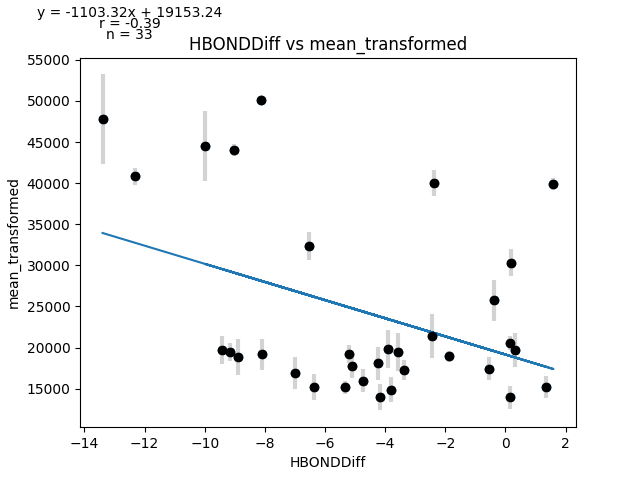 y = -1103.32x + 19153.24
r = -0.39
n = 33
HBONDDiff vs mean_transformed
55000
50000
45000
40000
35000
30000
25000
20000
15000
mean_transformed
−14 −12 −10 −8 −6 −4 −2 0 2
HBONDDiff